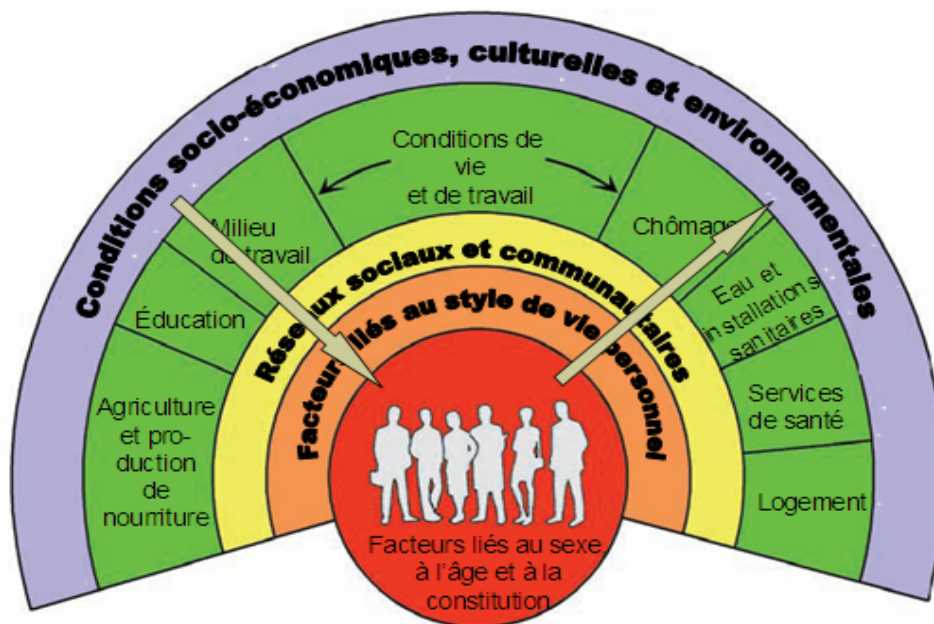 Conditions socio-économiques, culturelles et environnementales
Conditions de
vie
et de travail
Milieu
de travail
Chômage
Éducation
Eau et
installations
sanitaires
Agriculture
et pro-
duction
de
nourriture
Services
de santé
Logement
Réseaux sociaux et communautaires
Facteurs liés au style de vie personnel
Facteurs liés au sexe,
à l'âge et à la
constitution